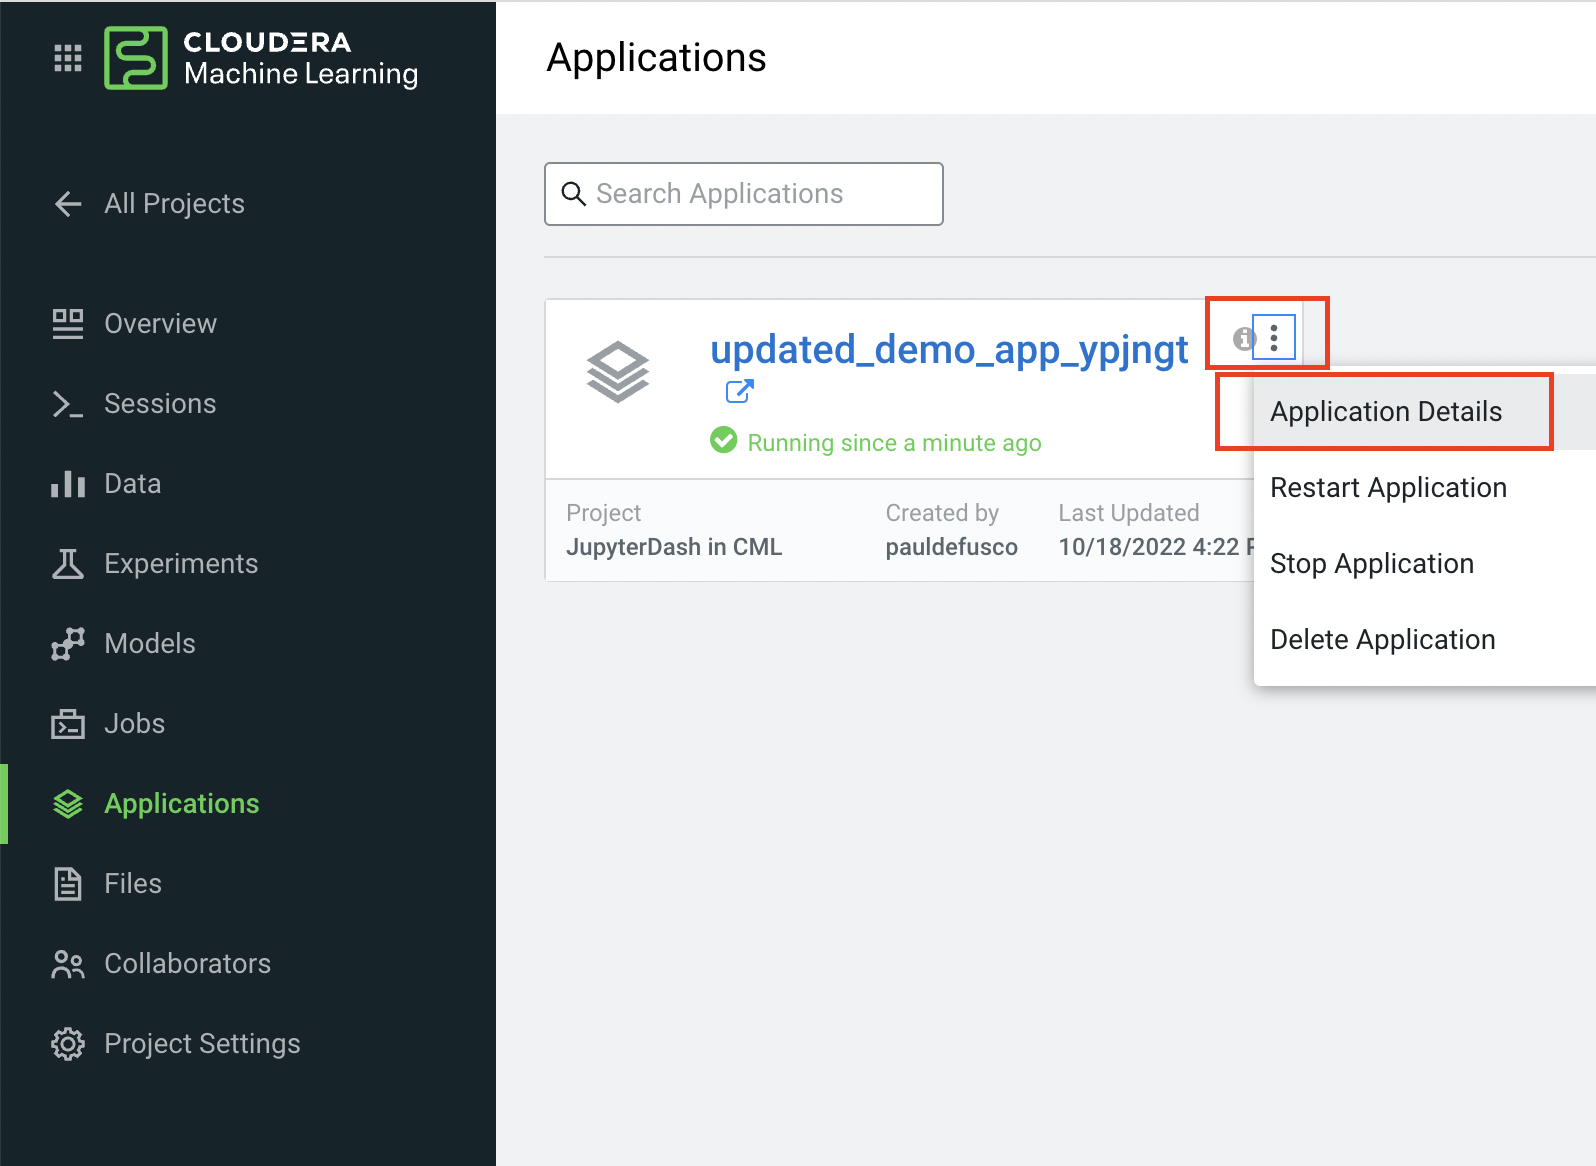 CLOUDERA
Machine Learning
All Projects
Overview
Sessions
Data
Experiments
Models
Jobs
Applications
Files
Collaborators
Project Settings
Applications
Search Applications
updated_demo_app_ypjngt
Running since a minute ago
Project
Created by
Last Updated
JupyterDash in CML
pauldefusco
10/18/2022 4:22
Application Details
Restart Application
Stop Application
Delete Application